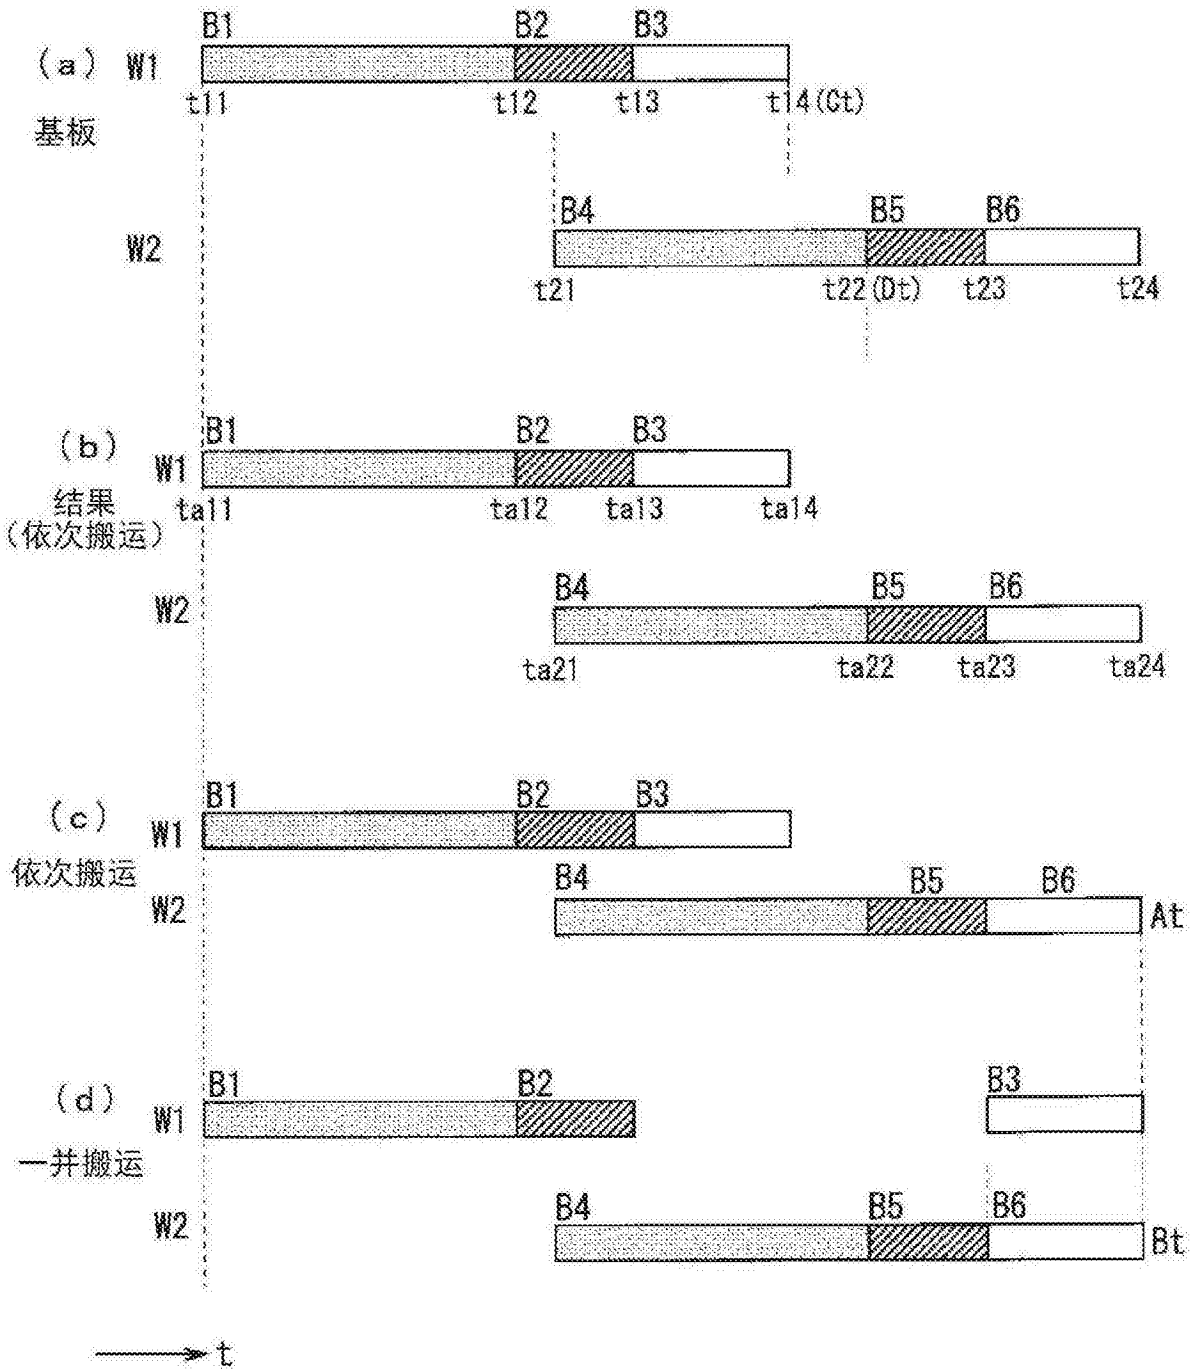 B1 B2 B3
(a) W1
t11 t12 t13 t14(Ct)
基板
B4 B5 B6
W2
t21 t22(Dt) t23 t24
B1 B2 B3
(b) W1
结果 ta11 ta12 ta13 ta14
(依次搬运)
B4 B5 B6
W2
ta21 ta22 ta23 ta24
B1 B2 B3
(c) W1
依次搬运
B4 B5 B6
W2 At
B1 B2 B3
(d) W1
一并搬运
B4 B5 B6
W2 Bt
t